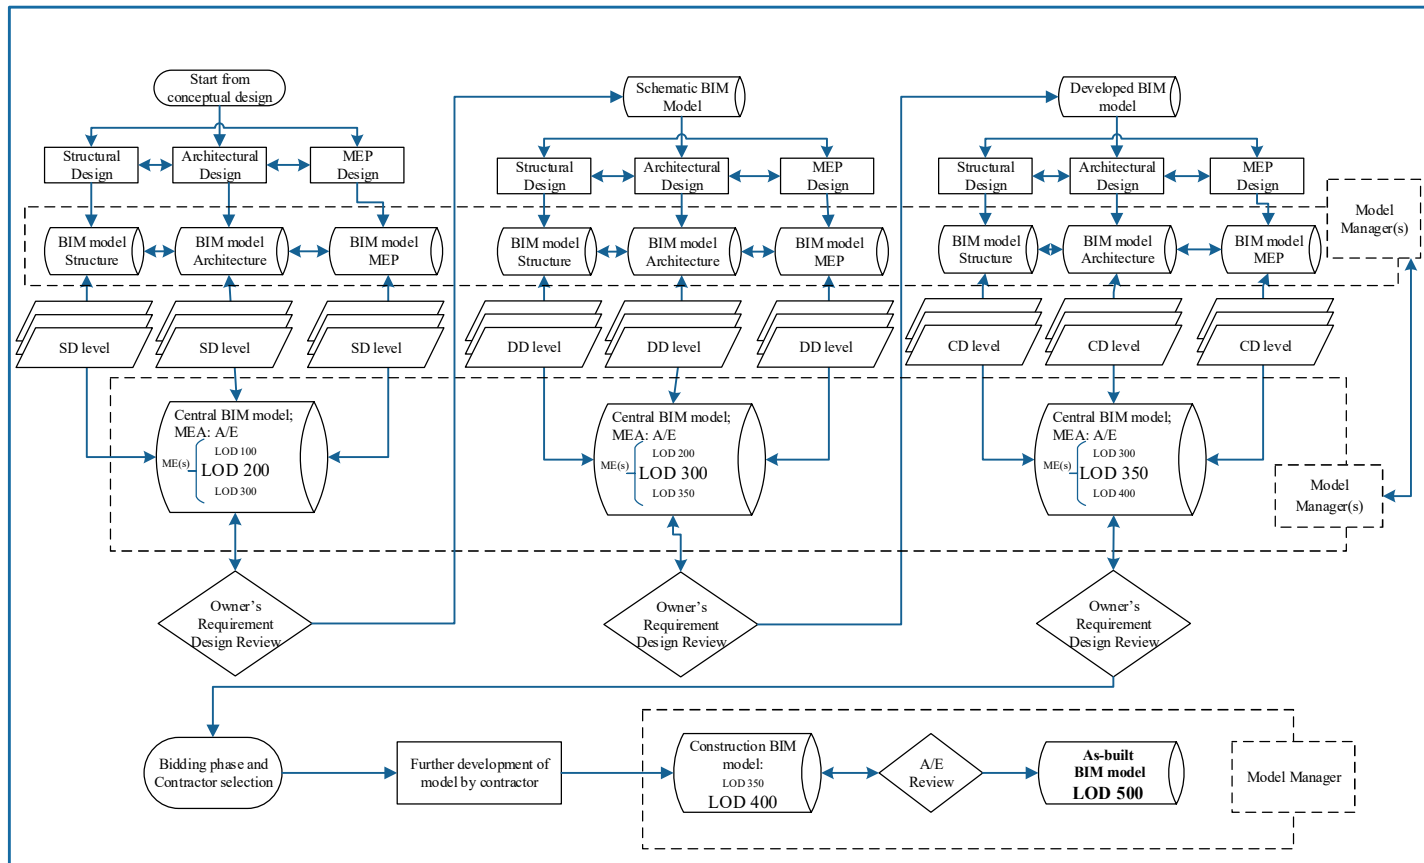 Start from
conceptual design
Schematic BIM
Model
Developed BIM
model
Structural
Design
Architectural
Design
MEP
Design
Structural
Design
Architectural
Design
MEP
Design
Structural
Design
Architectural
Design
MEP
Design
Model
Manager(s)
BIM model
Structure
BIM model
Architecture
BIM model
MEP
BIM model
Structure
BIM model
Architecture
BIM model
MEP
BIM model
Structure
BIM model
Architecture
BIM model
MEP
SD level
SD level
SD level
DD level
DD level
DD level
CD level
CD level
CD level
Central BIM model;
MEA: A/E
ME(s)
LOD 100
LOD 200
LOD 300
Central BIM model;
MEA: A/E
ME(s)
LOD 200
LOD 300
LOD 350
Central BIM model;
MEA: A/E
ME(s)
LOD 300
LOD 350
LOD 400
Model
Manager(s)
Owner's
Requirement
Design Review
Owner's
Requirement
Design Review
Owner's
Requirement
Design Review
Bidding phase and
Contractor selection
Further development of
model by contractor
Construction BIM
model:
LOD 350
LOD 400
A/E
Review
As-built
BIM model
LOD 500
Model Manager